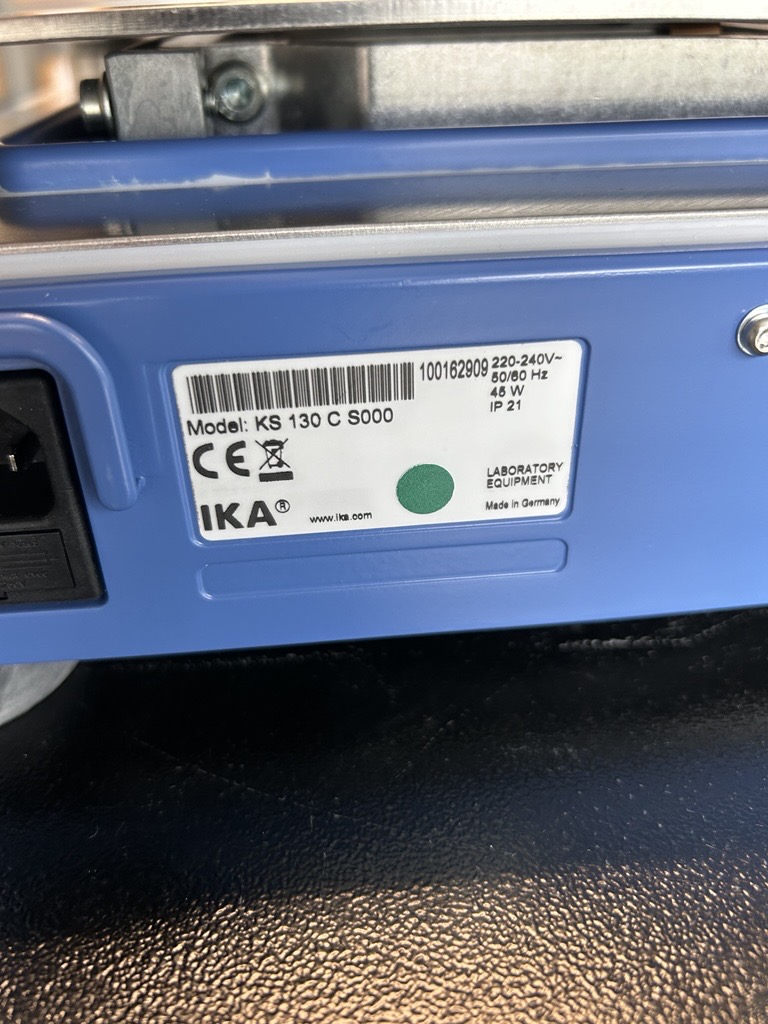 100162909
220-240V~
50/60 Hz
45 W
IP 21
Model: KS 130 C S000
CE
LABORATORY
EQUIPMENT
IKA®
www.ika.com
Made in Germany